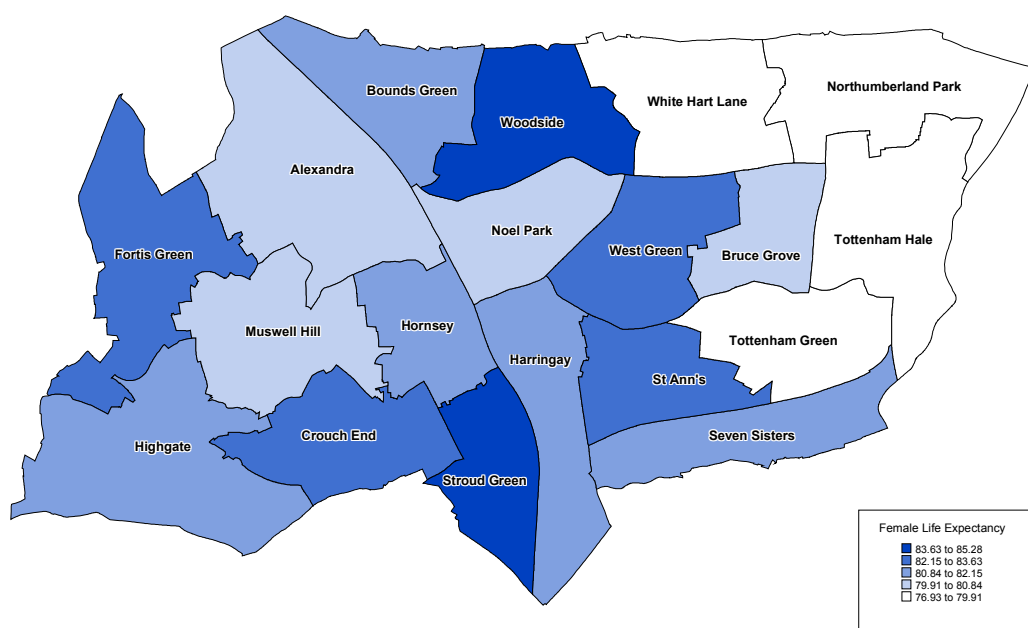 Bounds Green
Woodside
White Hart Lane
Northumberland Park
Alexandra
Noel Park
West Green
Bruce Grove
Tottenham Hale
Fortis Green
Muswell Hill
Hornsey
Harringay
Tottenham Green
St Ann's
Highgate
Crouch End
Stroud Green
Seven Sisters
Female Life Expectancy
83.63 to 85.28
82.15 to 83.63
80.84 to 82.15
79.91 to 80.84
76.93 to 79.91